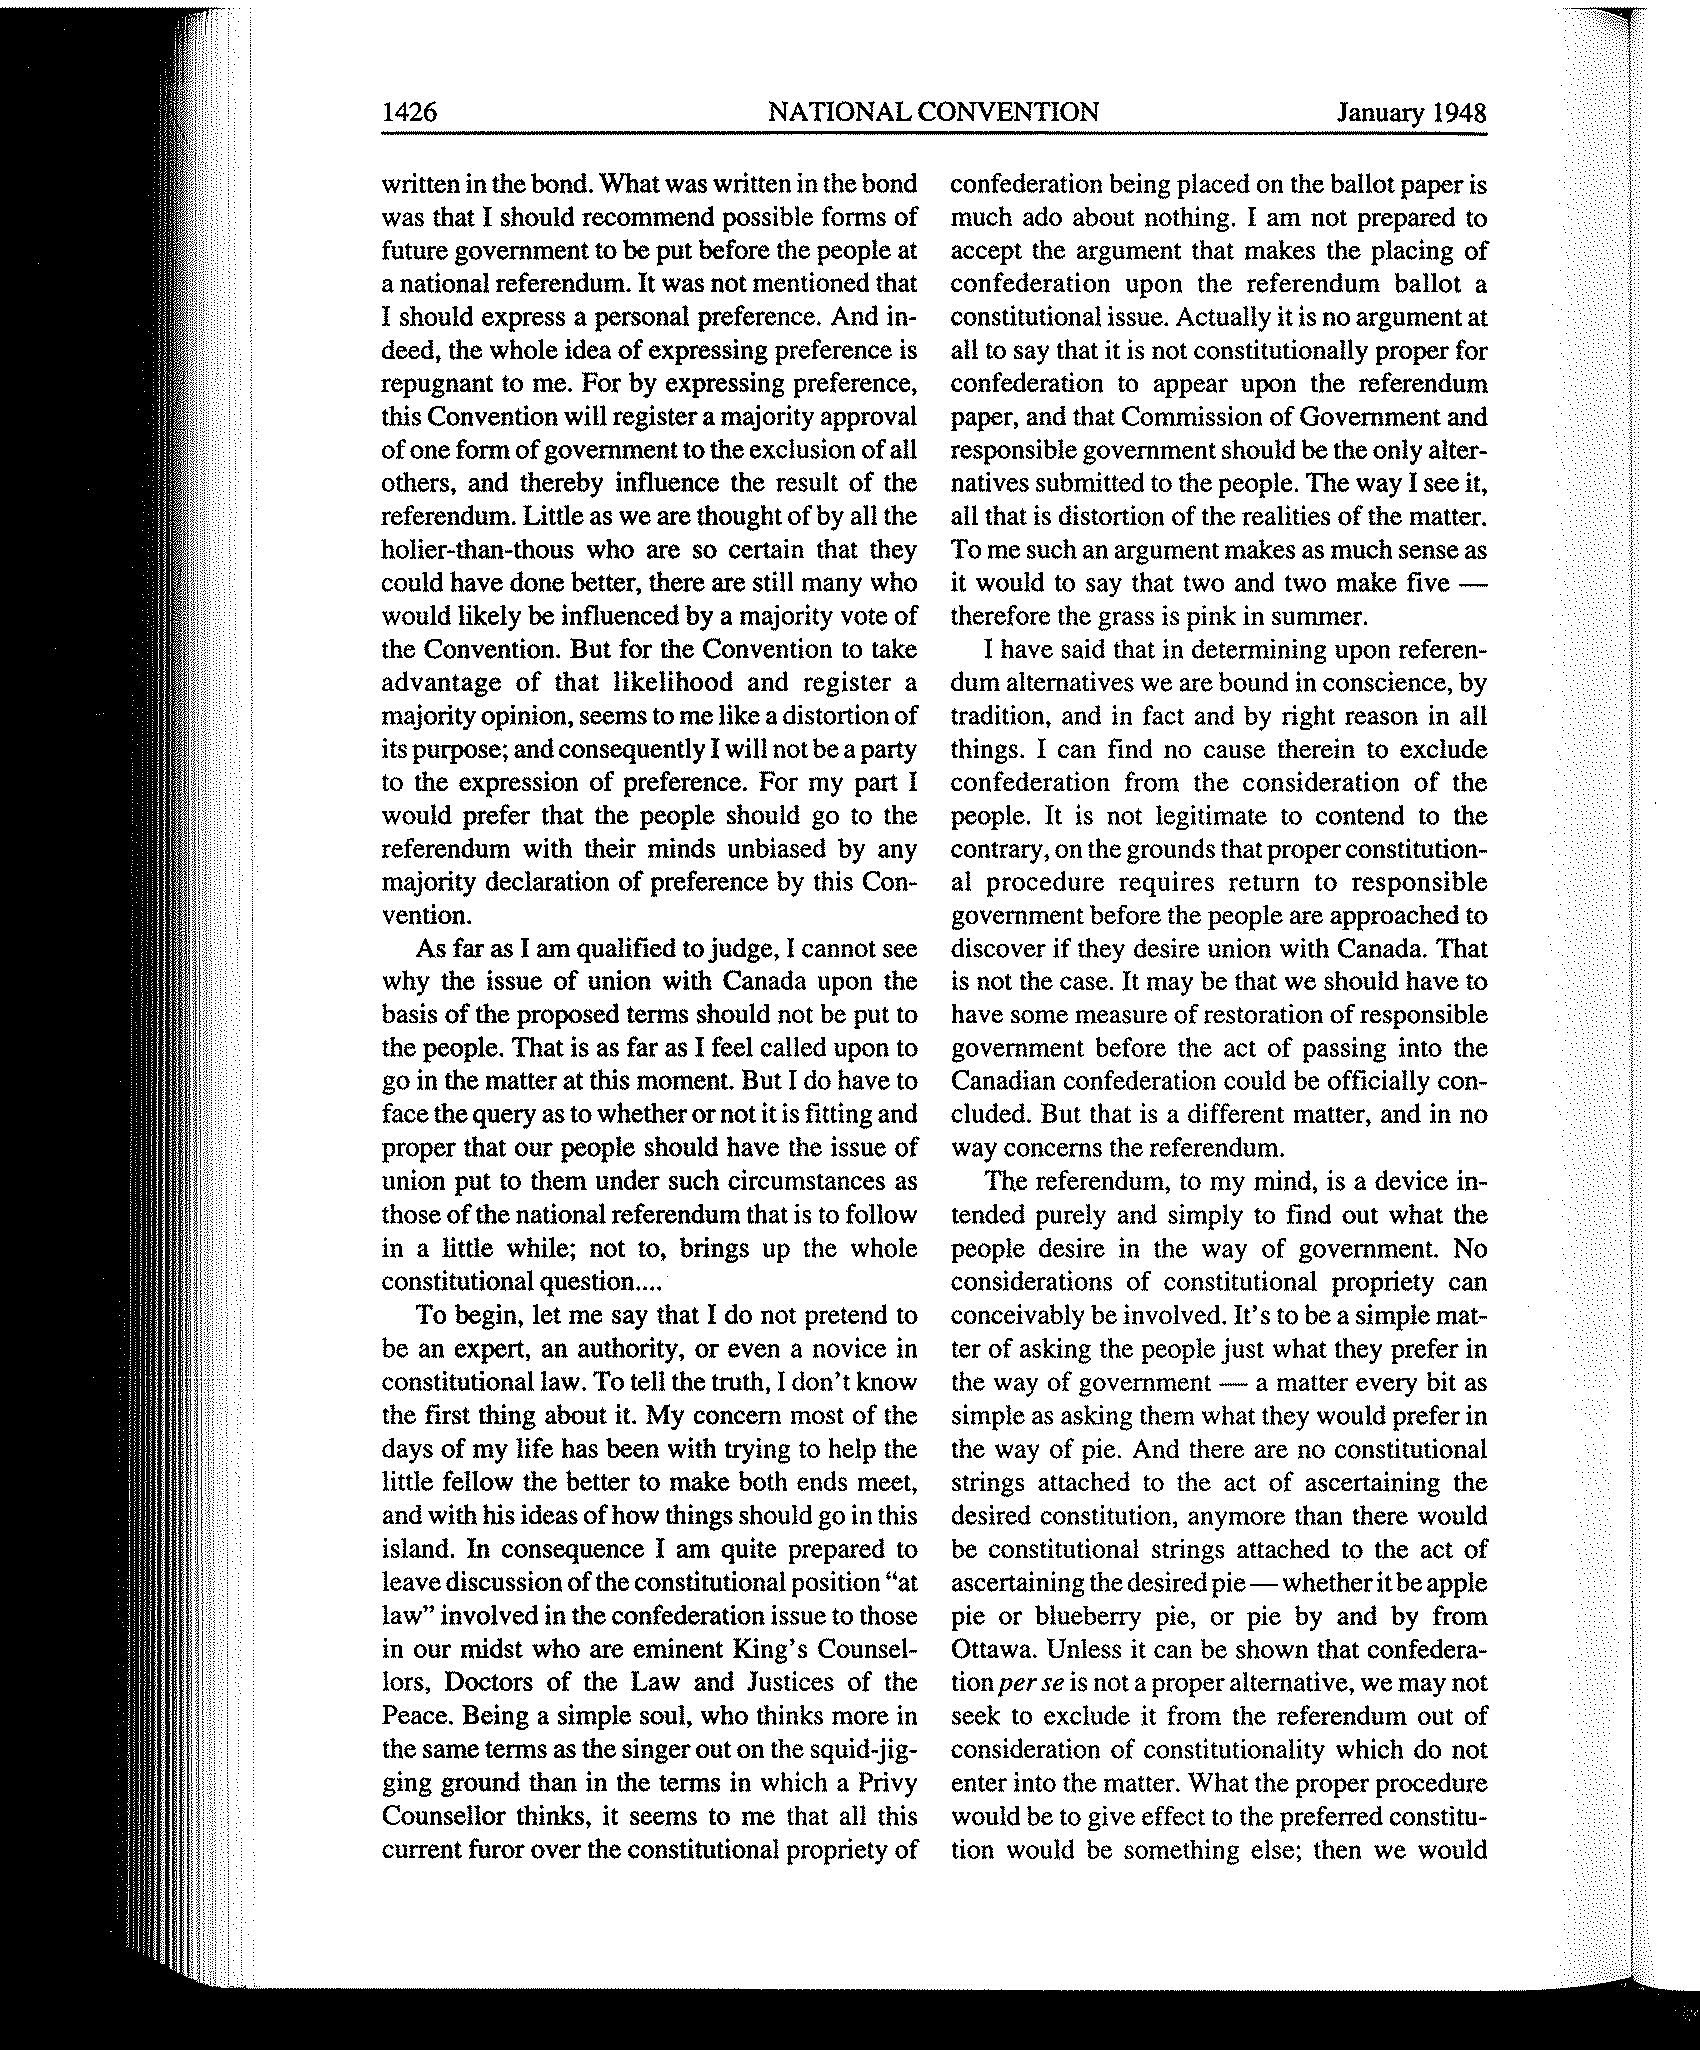 1426 NATIONAL CONVENTION January 1948
written in the bond. What was written in the bond
was that I should recommend possible forms of
future government to be put before the people at
a national referendum. It was not mentioned that
I should express a personal preference. And in-
deed, the whole idea of expressing preference is
repugnant to me. For by expressing preference,
this Convention will register a majority approval
of one form of government to the exclusion of all
others, and thereby influence the result of the
referendum. Little as we are thought of by all the
holier-than-thous who are so certain that they
could have done better, there are still many who
would likely be influenced by a majority vote of
the Convention. But for the Convention to take
advantage of that likelihood and register a
majority opinion, seems to me like a distortion of
its purpose; and consequently I will not be a party
to the expression of preference. For my part I
would prefer that the people should go to the
referendum with their minds unbiased by any
majority declaration of preference by this Con-
vention.
As far as I am qualified to judge, I cannot see
why the issue of union with Canada upon the
basis of the proposed terms should not be put to
the people. That is as far as I feel called upon to
go in the matter at this moment. But I do have to
face the query as to whether or not it is fitting and
proper that our people should have the issue of
union put to them under such circumstances as
those of the national referendum that is to follow
in a little while; not to, brings up the whole
constitutional question....
To begin, let me say that I do not pretend to
be an expert, an authority, or even a novice in
constitutional law. To tell the truth, I don't know
the first thing about it. My concern most of the
days of my life has been with trying to help the
little fellow the better to make both ends meet,
and with his ideas of how things should go in this
island. In consequence I am quite prepared to
leave discussion of the constitutional position “at
law” involved in the confederation issue to those
in our midst who are eminent King's Counsel-
lors, Doctors of the Law and Justices of the
Peace. Being a simple soul, who thinks more in
the same terms as the singer out on the squid-jig-
ging ground than in the terms in which a Privy
Counsellor thinks, it seems to me that all this
current furor over the constitutional propriety of
confederation being placed on the ballot paper is
much ado about nothing. I am not prepared to
accept the argument that makes the placing of
confederation upon the referendum ballot a
constitutional issue. Actually it is no argument at
all to say that it is not constitutionally proper for
confederation to appear upon the referendum
paper, and that Commission of Government and
responsible government should be the only alter-
natives submitted to the people. The way I see it,
all that is distortion of the realities of the matter.
To me such an argument makes as much sense as
it would to say that two and two make five —
therefore the grass is pink in summer.
I have said that in determining upon referen-
dum alternatives we are bound in conscience, by
tradition, and in fact and by right reason in all
things. I can find no cause therein to exclude
confederation from the consideration of the
people. It is not legitimate to contend to the
contrary, on the grounds that proper constitution-
al procedure requires return to responsible
government before the people are approached to
discover if they desire union with Canada. That
is not the case. It may be that we should have to
have some measure of restoration of responsible
government before the act of passing into the
Canadian confederation could be officially con-
cluded. But that is a different matter, and in no
way concerns the referendum.
The referendum, to my mind, is a device in-
tended purely and simply to find out what the
people desire in the way of government. No
considerations of constitutional propriety can
conceivably be involved. It's to be a simple mat-
ter of asking the people just what they prefer in
the way of government — a matter every bit as
simple as asking them what they would prefer in
the way of pie. And there are no constitutional
strings attached to the act of ascertaining the
desired constitution, anymore than there would
be constitutional strings attached to the act of
ascertaining the desired pie — whether it be apple
pie or blueberry pie, or pie by and by from
Ottawa. Unless it can be shown that confedera-
tion per se is not a proper alternative, we may not
seek to exclude it from the referendum out of
consideration of constitutionality which do not
enter into the matter. What the proper procedure
would be to give effect to the preferred constitu-
tion would be something else; then we would